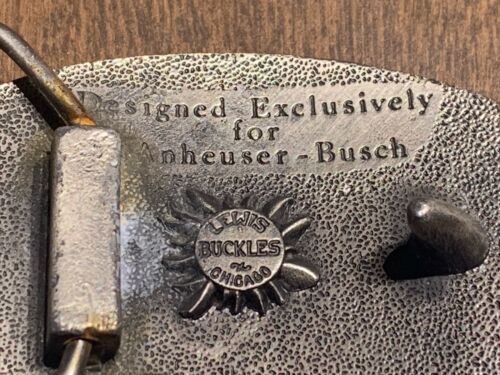 Designed Exclusively
for
Anheuser-Busch
LEWIS
BUCKLES
CHICAGO